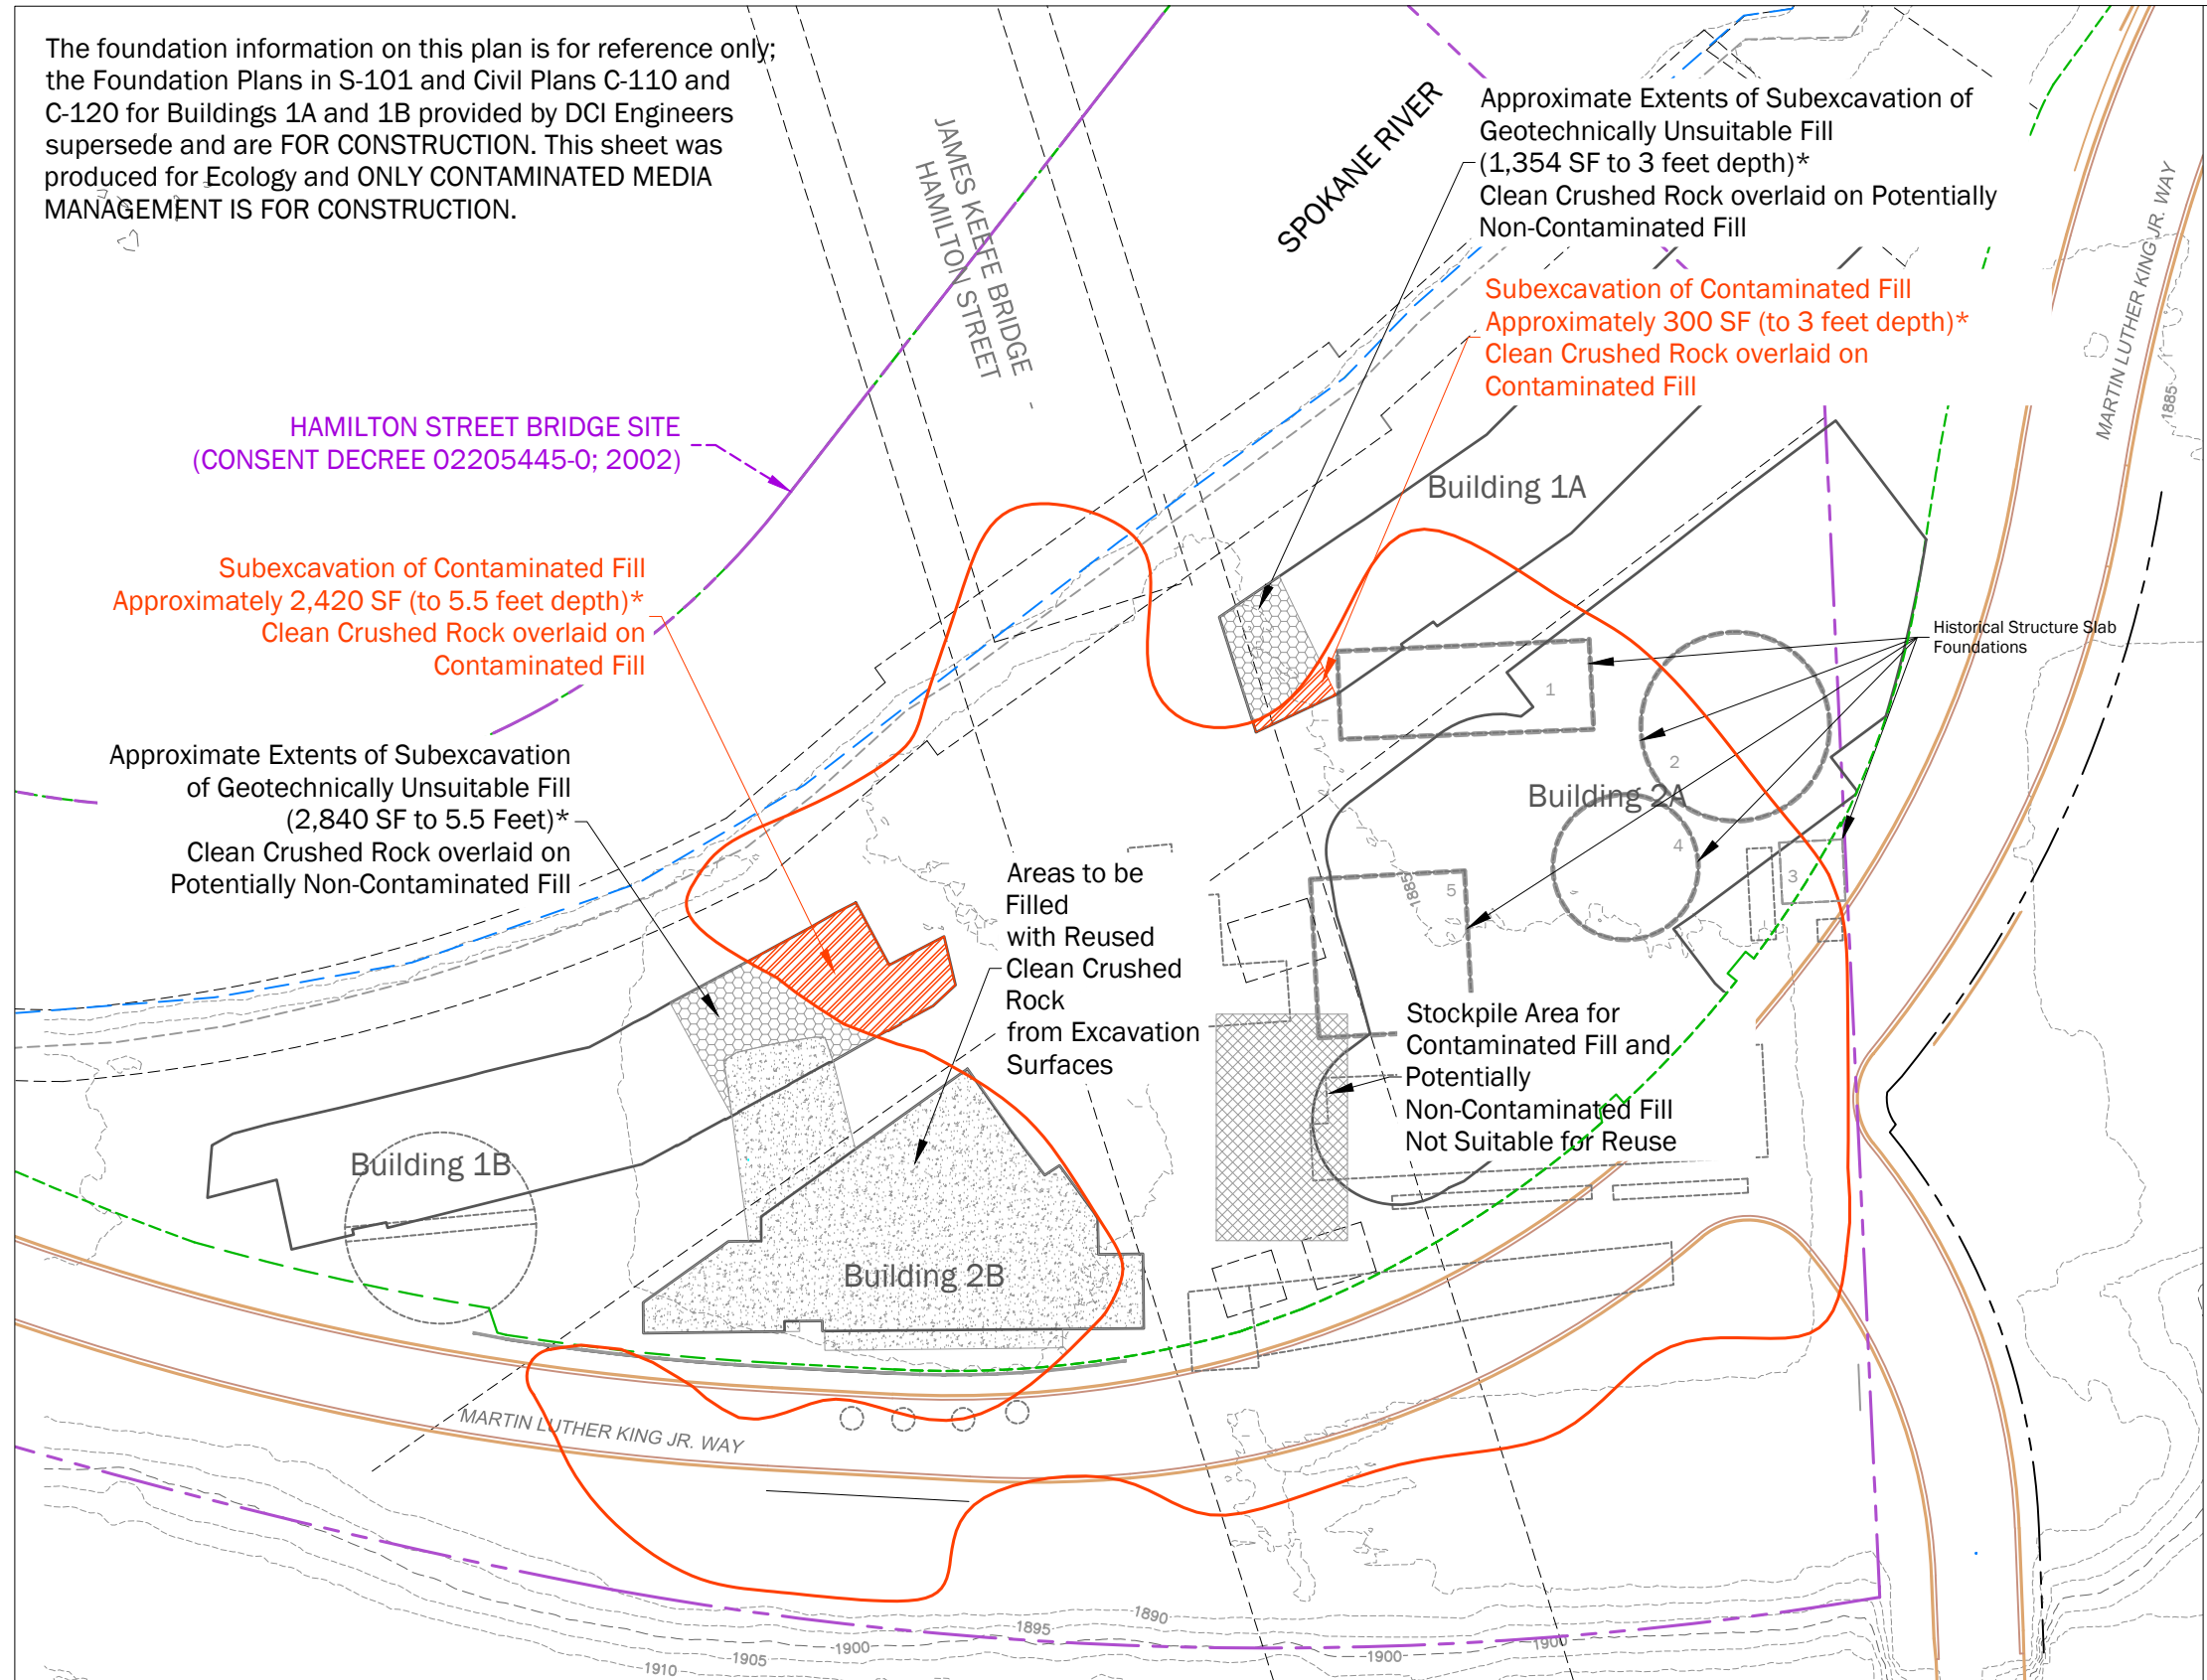 The foundation information on this plan is for reference only;
the Foundation Plans in S-101 and Civil Plans C-110 and
C-120 for Buildings 1A and 1B provided by DCI Engineers
supersede and are FOR CONSTRUCTION. This sheet was
produced for Ecology and ONLY CONTAMINATED MEDIA
MANAGEMENT IS FOR CONSTRUCTION.
JAMES KEEFE BRIDGE
HAMILTON STREET
SPOKANE RIVER
Approximate Extents of Subexcavation of
Geotechnically Unsuitable Fill
(1,354 SF to 3 feet depth)*
Clean Crushed Rock overlaid on Potentially
Non-Contaminated Fill
MARTIN LUTHER KING JR. WAY
1885
Subexcavation of Contaminated Fill
Approximately 300 SF (to 3 feet depth)*
Clean Crushed Rock overlaid on
Contaminated Fill
HAMILTON STREET BRIDGE SITE
(CONSENT DECREE 02205445-0; 2002)
Building 1A
Subexcavation of Contaminated Fill
Approximately 2,420 SF (to 5.5 feet depth)*
Clean Crushed Rock overlaid on
Contaminated Fill
Historical Structure Slab
Foundations
1
2
Building 2A
4
3
5
1885
Approximate Extents of Subexcavation
of Geotechnically Unsuitable Fill
(2,840 SF to 5.5 Feet)*
Clean Crushed Rock overlaid on
Potentially Non-Contaminated Fill
Areas to be
Filled
with Reused
Clean Crushed
Rock
from Excavation
Surfaces
Stockpile Area for
Contaminated Fill and
Potentially
Non-Contaminated Fill
Not Suitable for Reuse
Building 1B
Building 2B
MARTIN LUTHER KING JR. WAY
1890
1895
1900
1900
1900
1905
1910